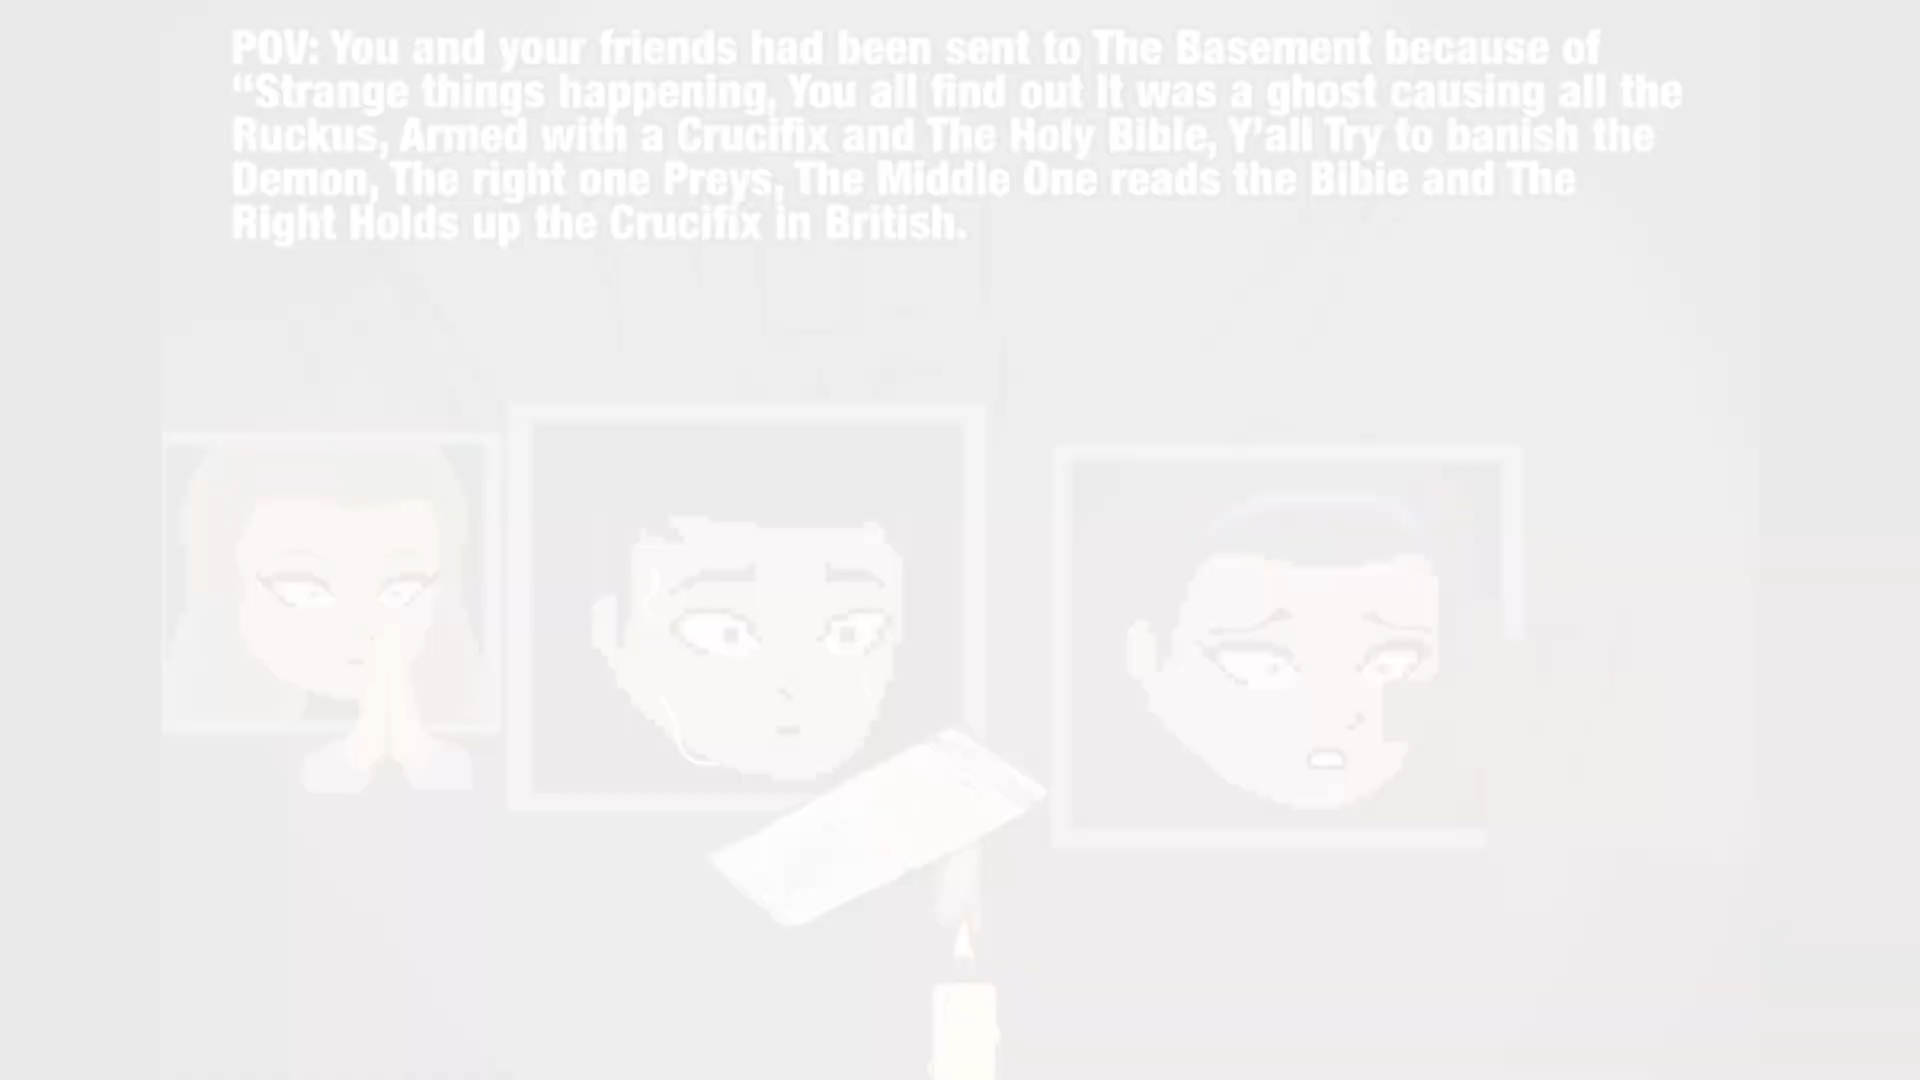 POV: You and your friends had been sent to The Basement because of
“Strange things happening, You all find out It was a ghost causing all the
Ruckus, Armed with a Crucifix and The Holy Bible, Y’all Try to banish the
Demon, The right one Preys, The Middle One reads the Bibie and The
Right Holds up the Crucifix in British.